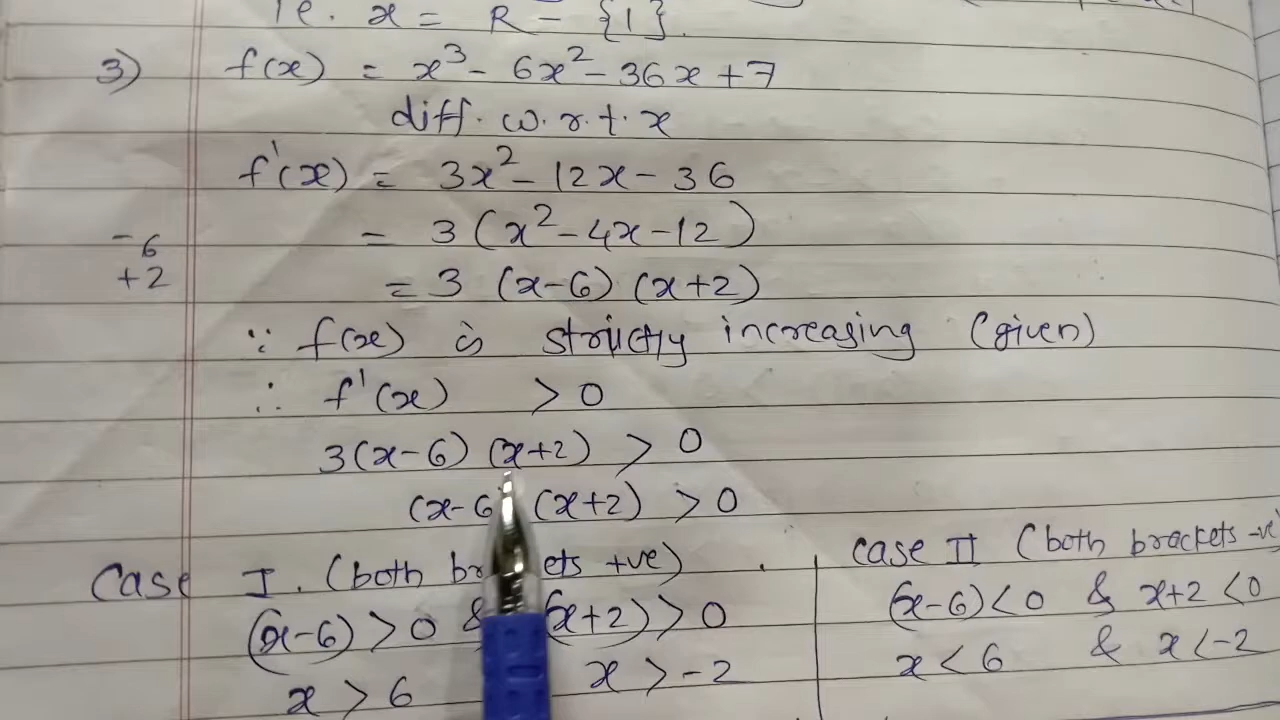 ie. x = R - {1}.
3) f(x) = x³ - 6x² - 36x + 7
diff. w.r.t. x
f'(x) = 3x² - 12x - 36
= 3 (x² - 4x - 12)
-6
+2
= 3 (x-6) (x+2)
∵ f(x) is strictly increasing (given)
∴ f'(x) > 0
3(x-6) (x+2) > 0
(x-6 (x+2) > 0
Case I. (both br ets +ve)
(x-6) > 0 & (x+2) > 0
x > 6 x > -2
Case II (both brackets -ve)
(x-6) < 0 & x+2 < 0
x < 6 & x < -2